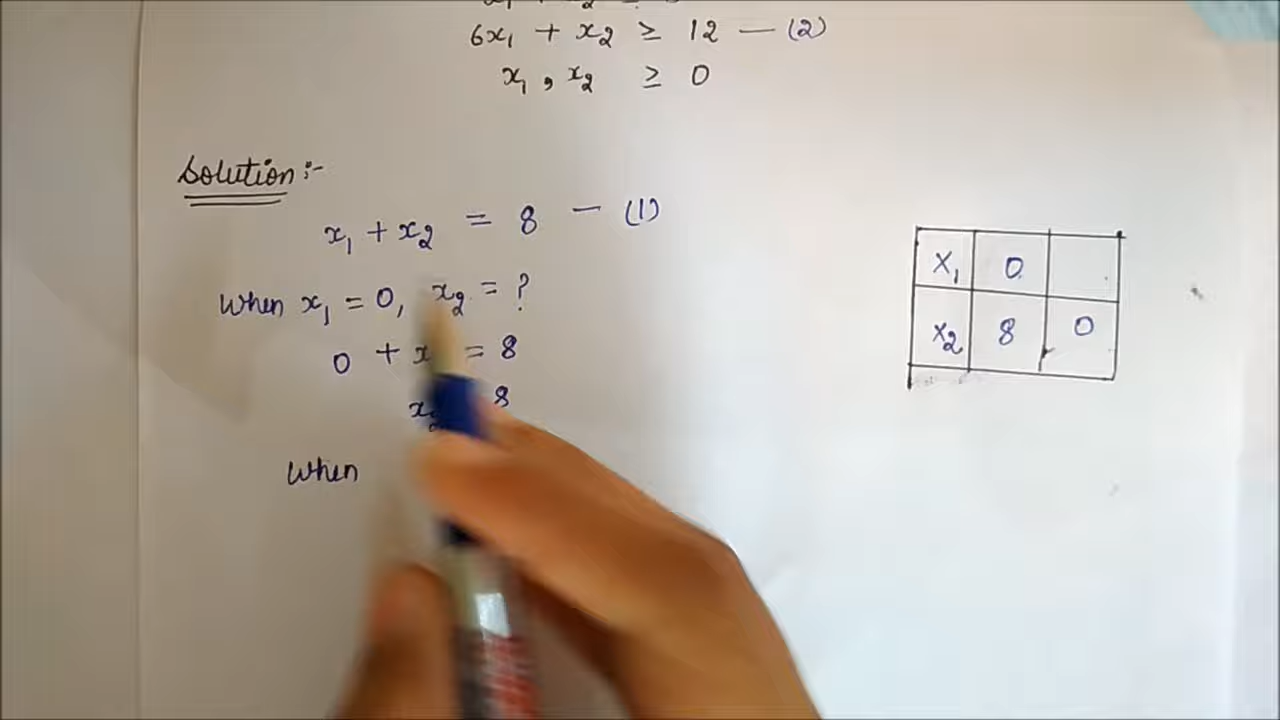 6x₁ + x₂ ≥ 12 — (2)
x₁, x₂ ≥ 0
Solution :-
x₁ + x₂ = 8 — (1)
When x₁ = 0, x₂ = ?
0 + x = 8
x₂ 8
When
X₁ 0
X₂ 8 0